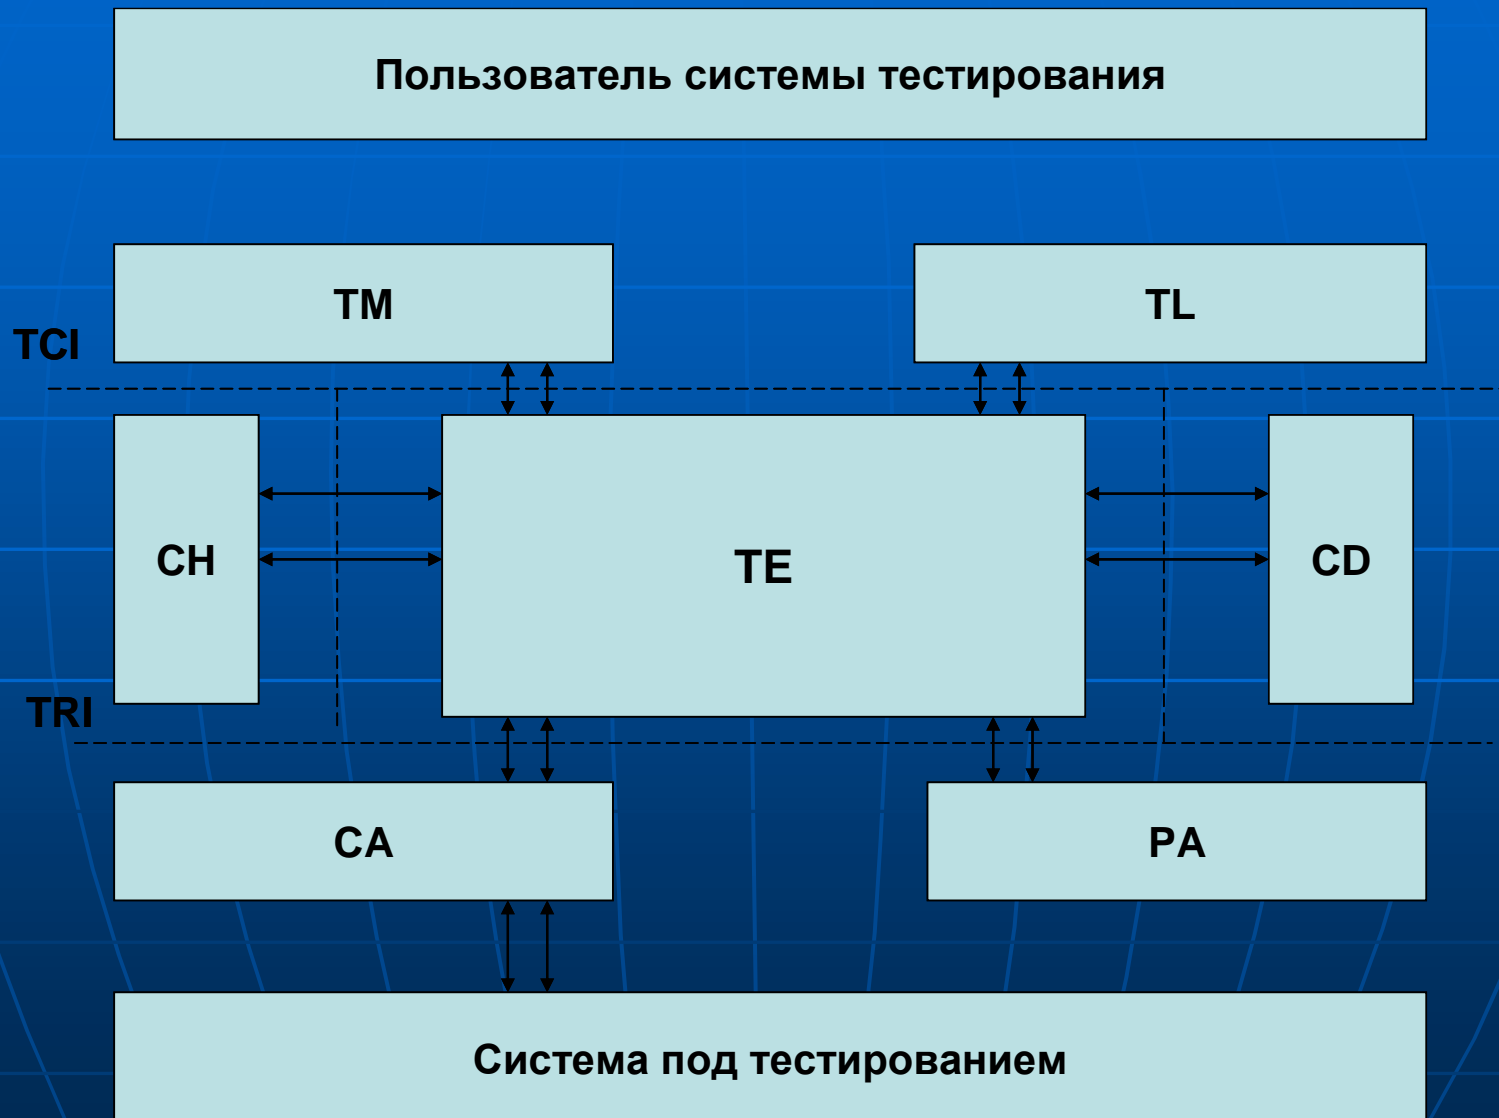 Пользователь системы тестирования
TM
TL
TCI
CH
TE
CD
TRI
CA
PA
Система под тестированием